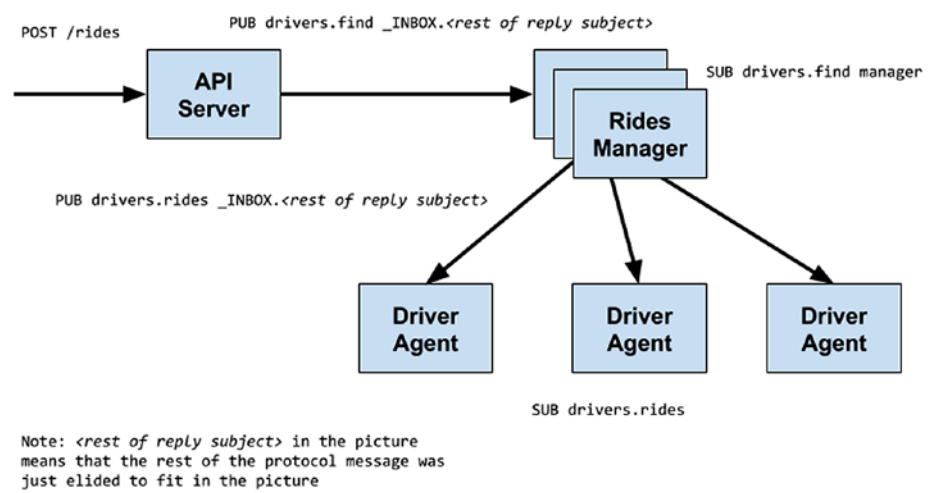 POST /rides
PUB drivers.find _INBOX.<rest of reply subject>
API
Server
SUB drivers.find manager
Rides
Manager
PUB drivers.rides _INBOX.<rest of reply subject>
Driver
Agent
Driver
Agent
Driver
Agent
SUB drivers.rides
Note: <rest of reply subject> in the picture
means that the rest of the protocol message was
just elided to fit in the picture